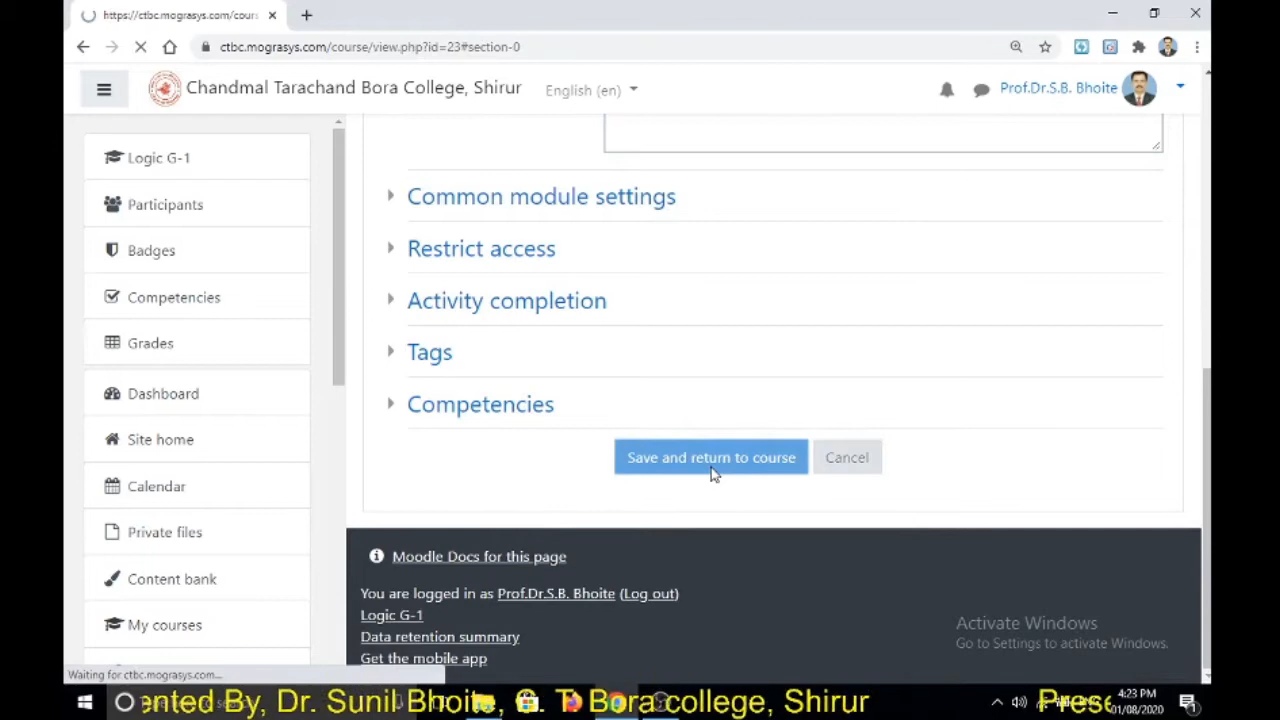 https://ctbc.mograsys.com/cours
ctbc.mograsys.com/course/view.php?id=23#section-0
Chandmal Tarachand Bora College, Shirur
English (en)
Prof.Dr.S.B. Bhoite
Logic G-1
Participants
Badges
Competencies
Grades
Dashboard
Site home
Calendar
Private files
Content bank
My courses
Common module settings
Restrict access
Activity completion
Tags
Competencies
Save and return to course
Cancel
Moodle Docs for this page
You are logged in as Prof.Dr.S.B. Bhoite (Log out)
Logic G-1
Data retention summary
Get the mobile app
Activate Windows
Go to Settings to activate Windows.
Waiting for ctbc.mograsys.com...
ented By, Dr. Sunil Bhoite, C. T. Bora college, Shirur
Prese
4:23 PM
01/08/2020